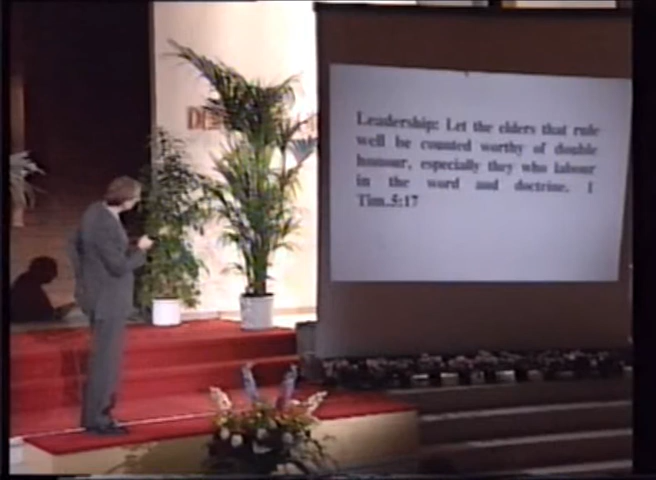 Leadership: Let the elders that rule
well be counted worthy of double
honour, especially they who labour
in the word and doctrine. I
Tim.5:17